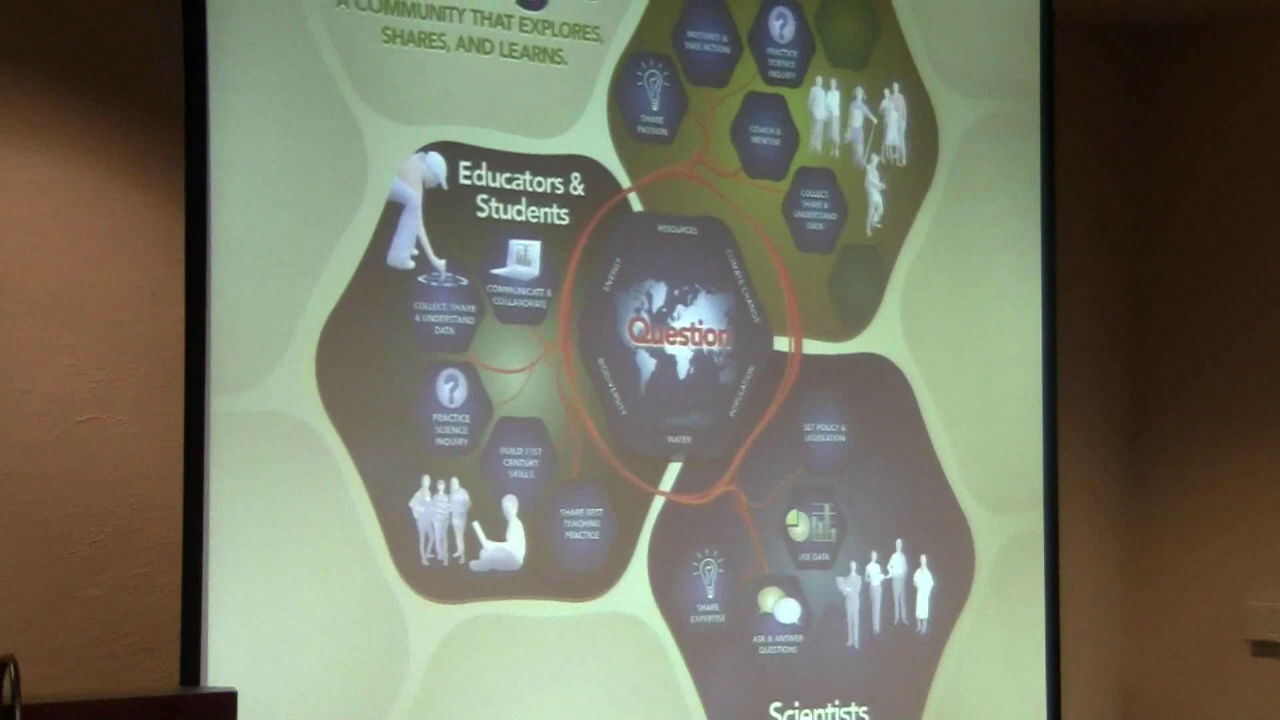 A COMMUNITY THAT EXPLORES,
SHARES, AND LEARNS.
MOTIVATE &
TAKE ACTION
PRACTICE
SCIENCE
INQUIRY
SHARE
PASSION
COACH &
MENTOR
COLLECT,
SHARE &
UNDERSTAND
DATA
Educators &
Students
COMMUNICATE &
COLLABORATE
COLLECT, SHARE
& UNDERSTAND
DATA
PRACTICE
SCIENCE
INQUIRY
BUILD 21ST
CENTURY
SKILLS
SHARE BEST
TEACHING
PRACTICE
RESOURCES
ENERGY
CLIMATE CHANGE
Question
BIODIVERSITY
POPULATION
WATER
SET POLICY &
LEGISLATION
USE DATA
SHARE
EXPERTISE
ASK & ANSWER
QUESTIONS
Scientists